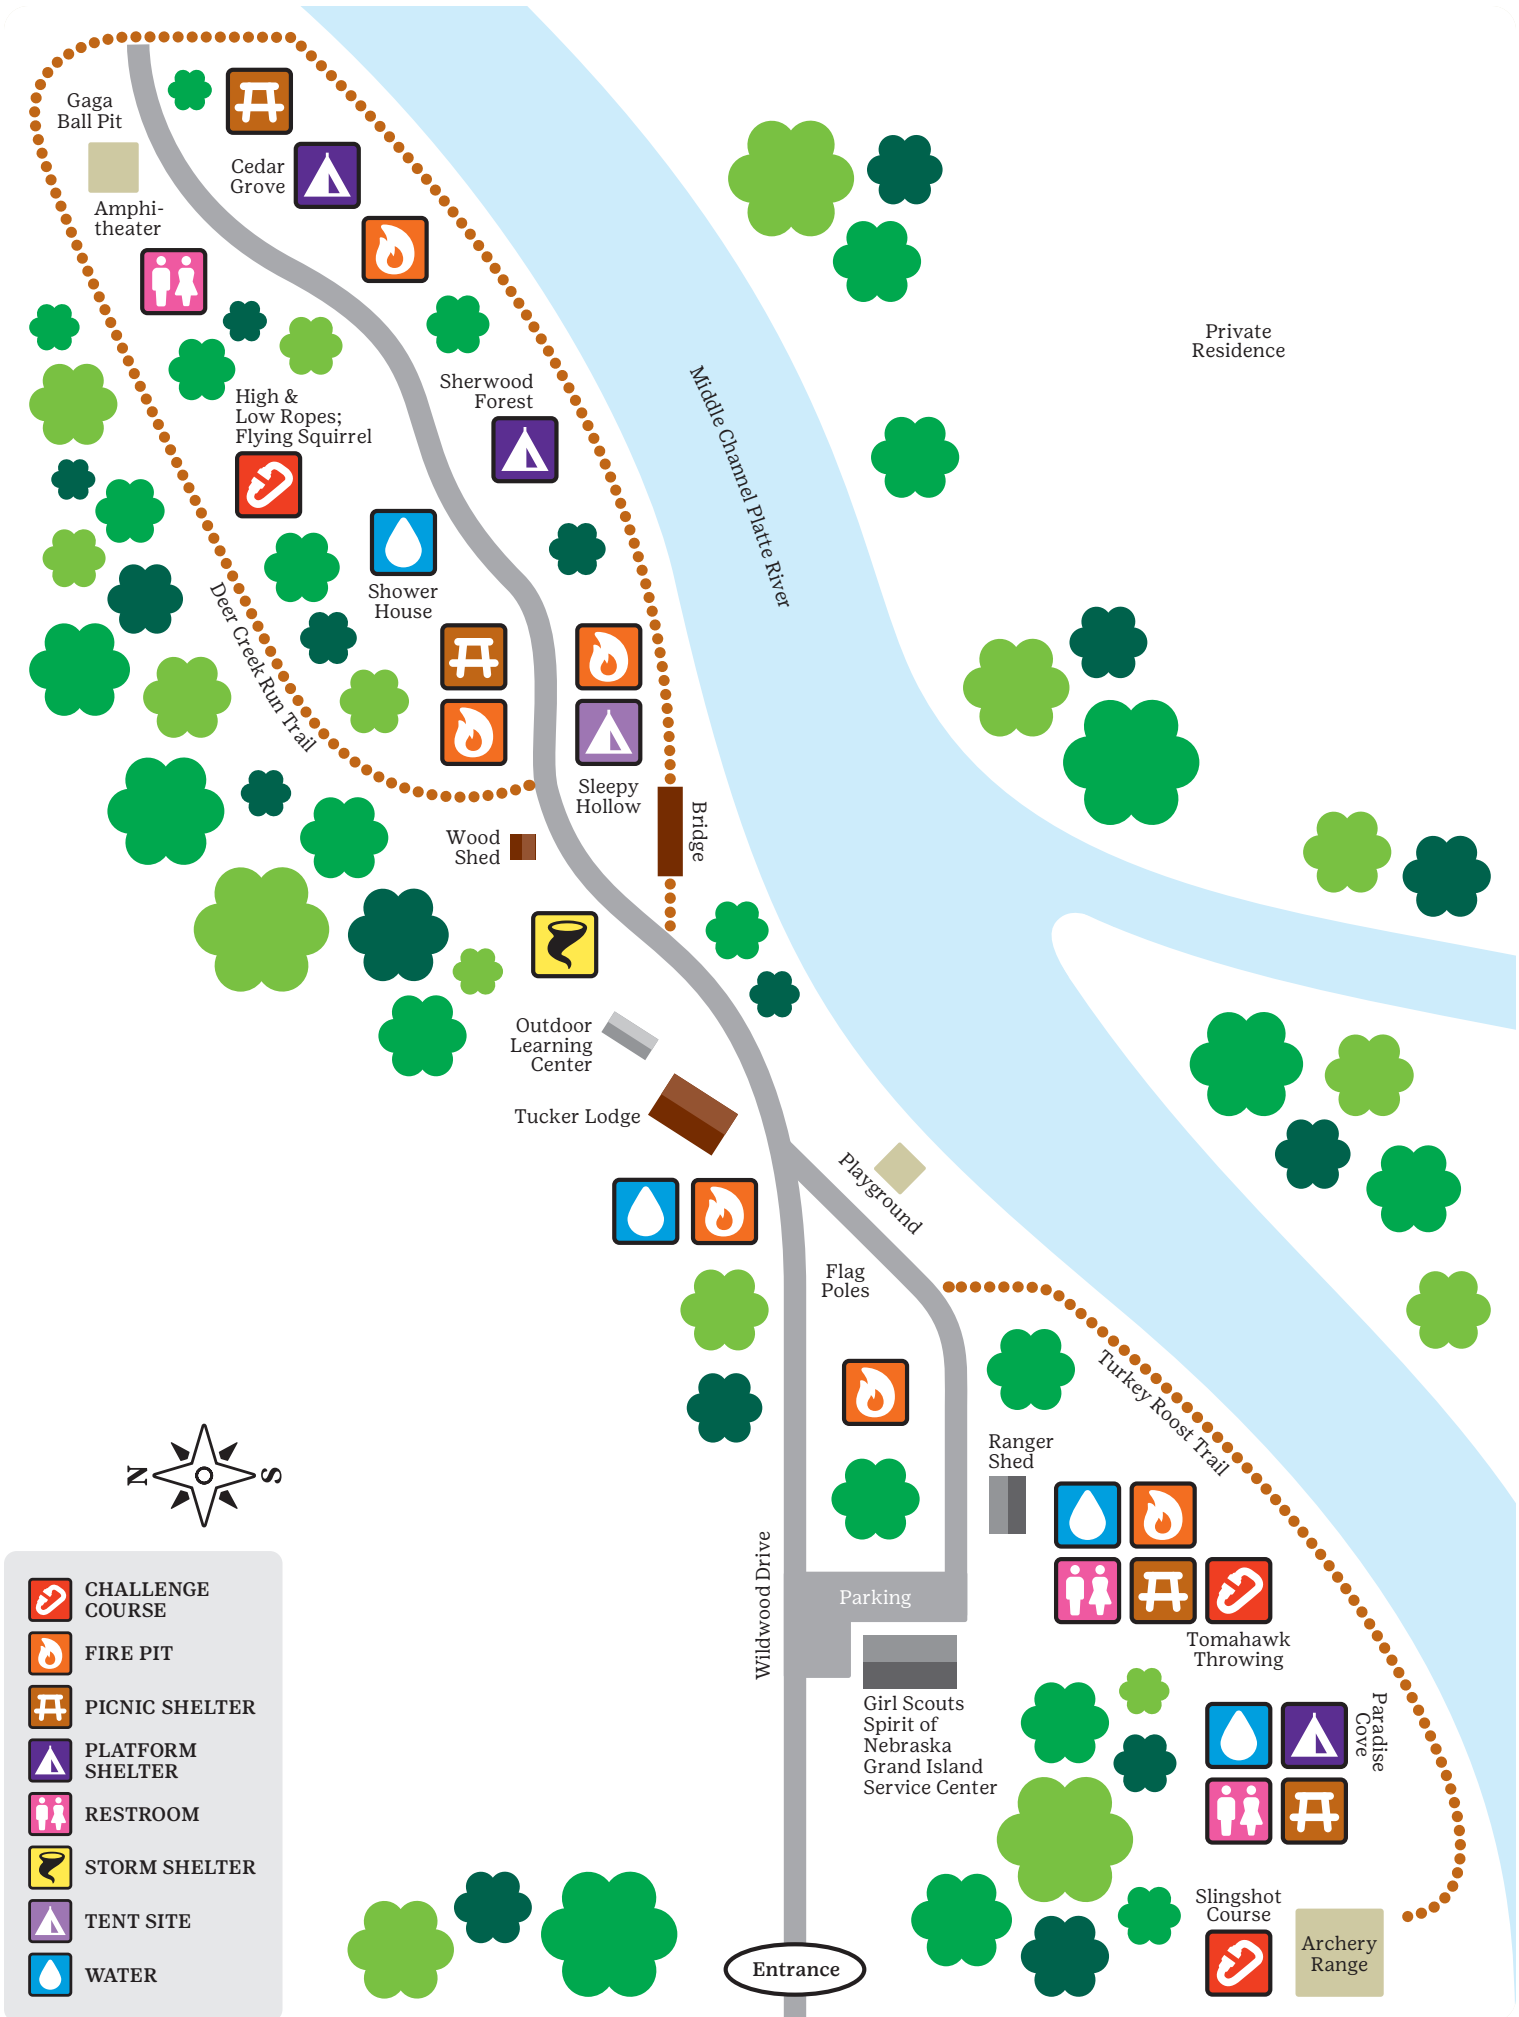 Gaga
Ball Pit
Amphi-
theater
Cedar
Grove
High &
Low Ropes;
Flying Squirrel
Sherwood
Forest
Shower
House
Middle Channel Platte River
Private
Residence
Deer Creek Run Trail
Sleepy
Hollow
Bridge
Wood
Shed
Outdoor
Learning
Center
Tucker Lodge
Playground
Flag
Poles
Turkey Roost Trail
Ranger
Shed
N
S
Wildwood Drive
Parking
Tomahawk
Throwing
Girl Scouts
Spirit of
Nebraska
Grand Island
Service Center
Paradise
Cove
Slingshot
Course
Archery
Range
Entrance
CHALLENGE
COURSE
FIRE PIT
PICNIC SHELTER
PLATFORM
SHELTER
RESTROOM
STORM SHELTER
TENT SITE
WATER